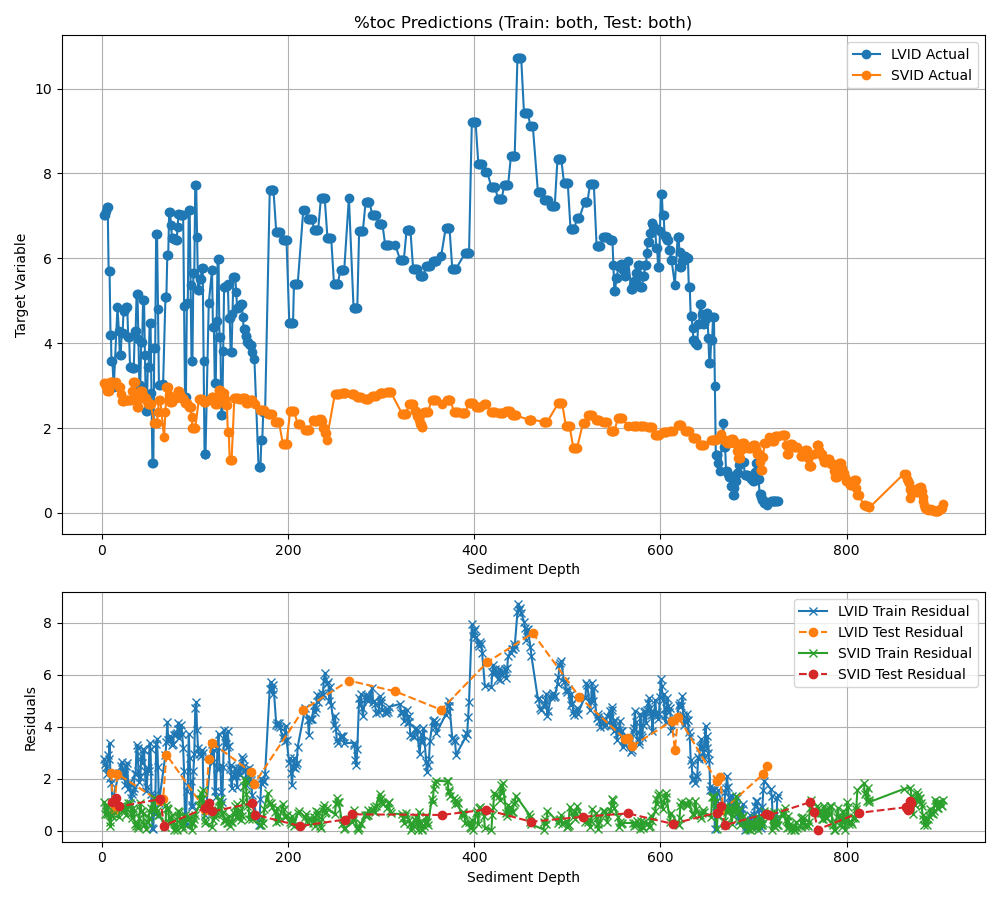 %toc Predictions (Train: both, Test: both)
LVID Actual
SVID Actual
Target Variable
10
8
6
4
2
0
0 200 400 600 800
Sediment Depth
LVID Train Residual
LVID Test Residual
SVID Train Residual
SVID Test Residual
Residuals
8
6
4
2
0
0 200 400 600 800
Sediment Depth